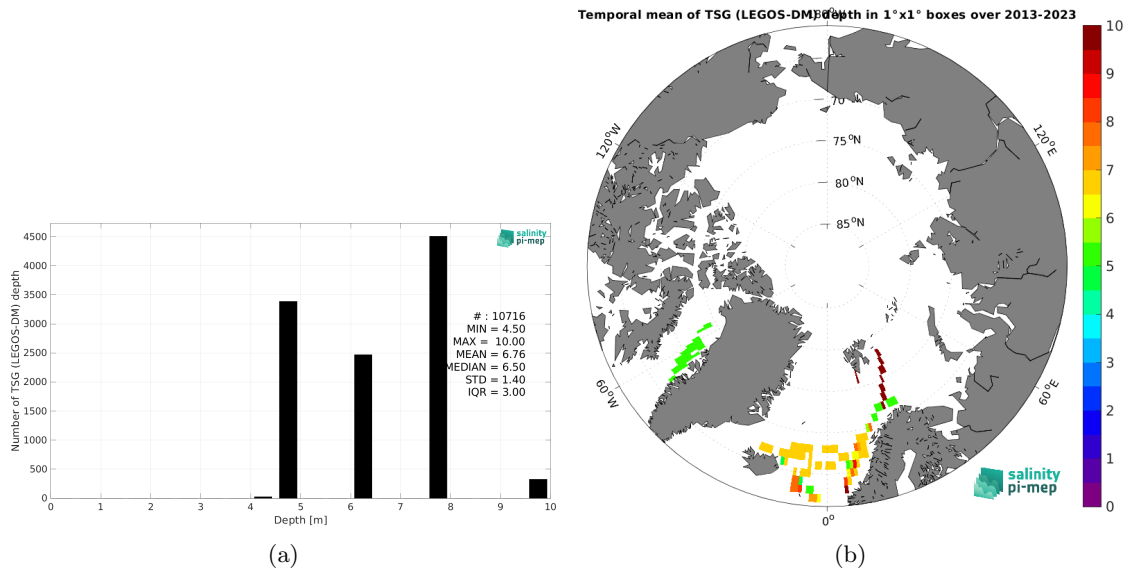 4500
4000
3500
3000
2500
2000
1500
1000
500
0
Number of TSG (LEGOS-DM) depth
0 1 2 3 4 5 6 7 8 9 10
Depth [m]
salinity
pi-mep
# : 10716
MIN = 4.50
MAX = 10.00
MEAN = 6.76
MEDIAN = 6.50
STD = 1.40
IQR = 3.00
(a)
Temporal mean of TSG (LEGOS-DM) depth in 1°x1° boxes over 2013-2023
180°W
120°W
60°W
0°
60°E
120°E
70
75°N
80°N
85°N
salinity
pi-mep
10
9
8
7
6
5
4
3
2
1
0
(b)